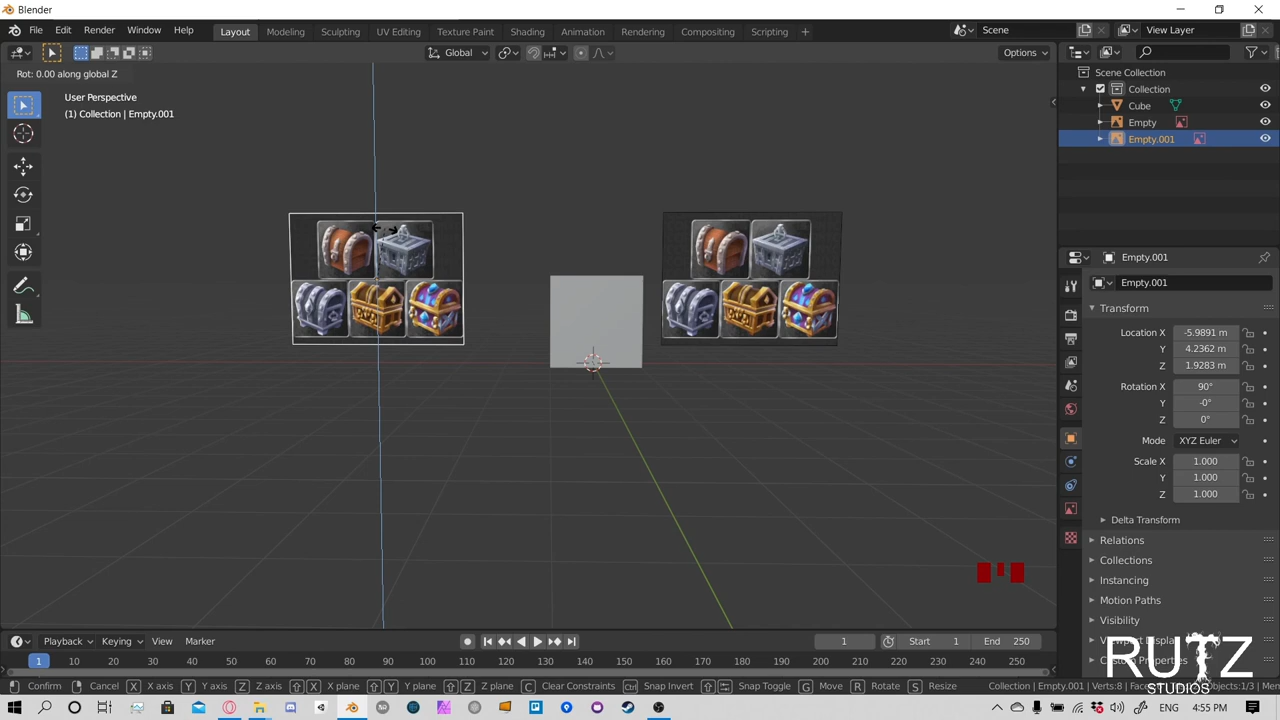 Blender
File Edit Render Window Help Layout Modeling Sculpting UV Editing Texture Paint Shading Animation Rendering Compositing Scripting + Scene View Layer
Global Options
Rot: 0.00 along global Z
User Perspective
(1) Collection | Empty.001
Scene Collection
Collection
Cube
Empty
Empty.001
Empty.001
Empty.001
Transform
Location X -5.9891 m
Y 4.2362 m
Z 1.9283 m
Rotation X 90°
Y -0°
Z 0°
Mode XYZ Euler
Scale X 1.000
Y 1.000
Z 1.000
Delta Transform
Relations
Collections
Instancing
Motion Paths
Visibility
RUTZ
STUDIOS
Playback Keying View Marker 1 Start 1 End 250
1 10 20 30 40 50 60 70 80 90 100 110 120 130 140 150 160 170 180 190 200 210 220 230 240 250
Confirm Cancel X X axis Y Y axis Z Z axis X X plane Y Y plane Z Z plane C Clear Constraints Ctrl Snap Invert Snap Toggle G Move R Rotate S Resize Collection | Empty.001 | Verts:8 | Objects:1/3
4:55 PM